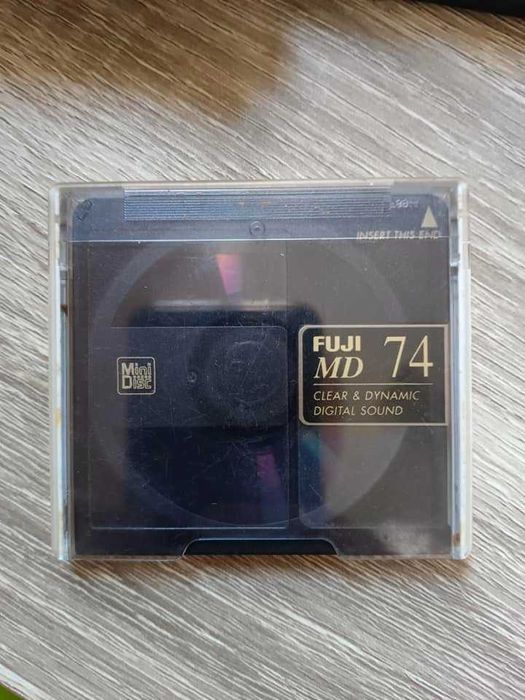 INSERT THIS END
Mini
Disc
FUJI
MD 74
CLEAR & DYNAMIC
DIGITAL SOUND